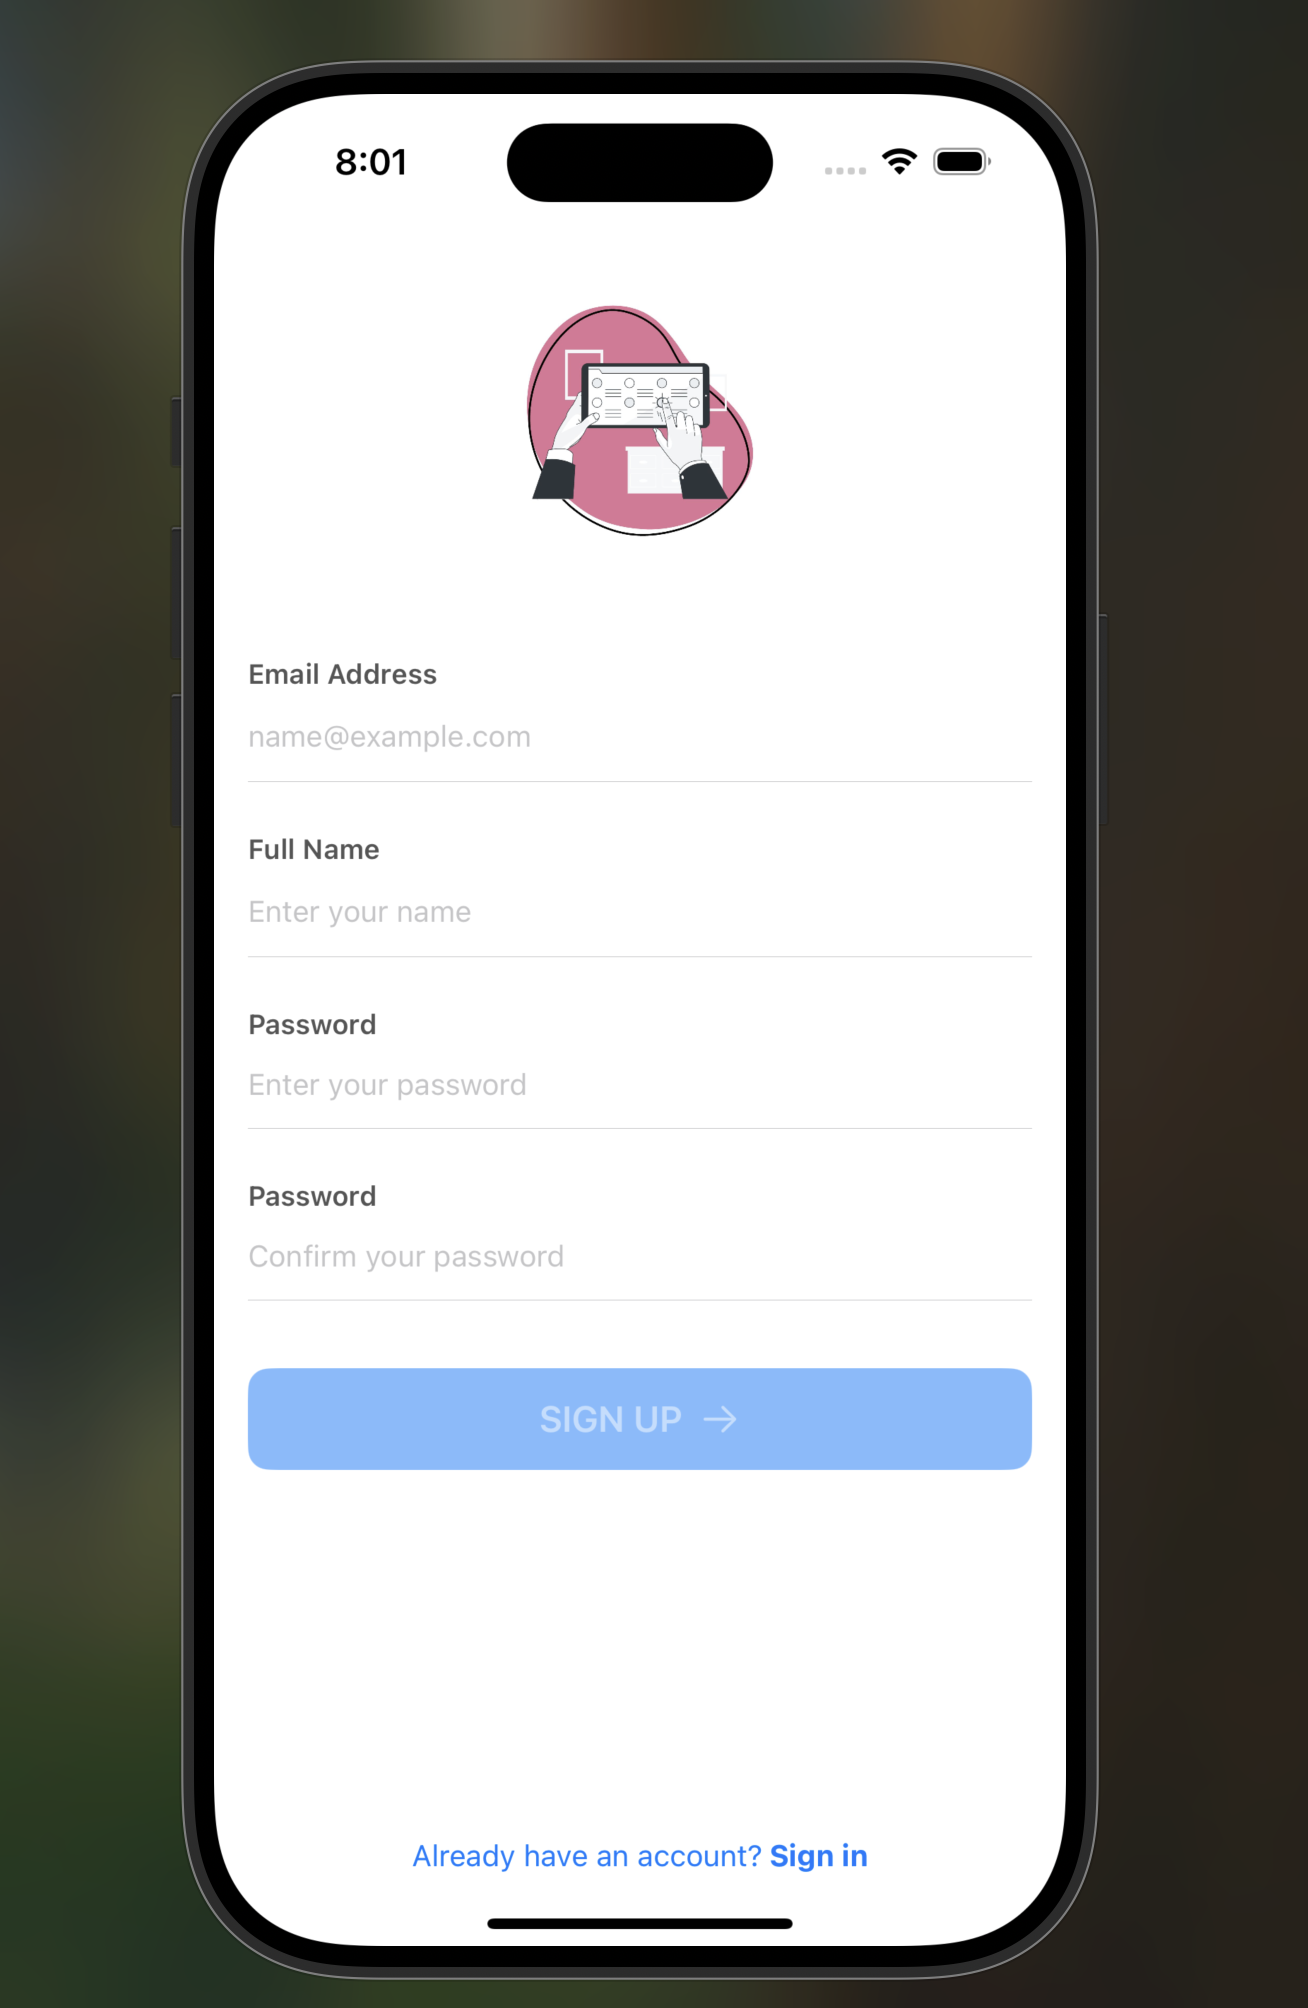 8:01
Email Address
name@example.com
Full Name
Enter your name
Password
Enter your password
Password
Confirm your password
SIGN UP →
Already have an account? Sign in